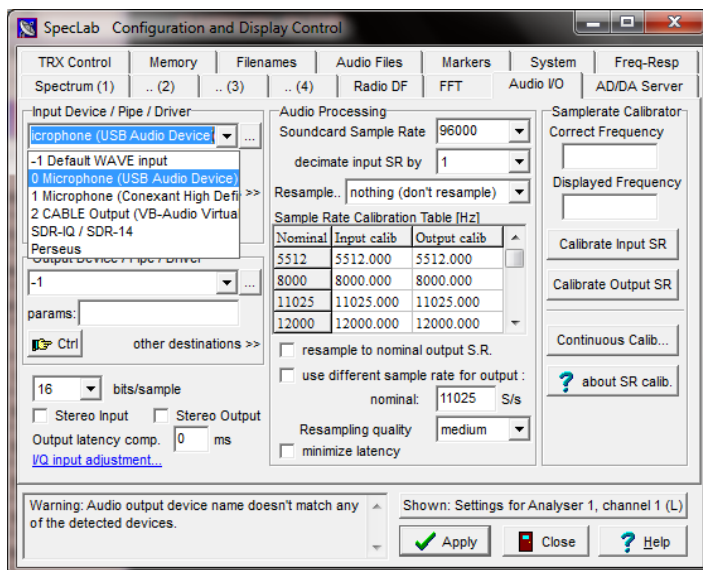 SpecLab Configuration and Display Control
TRX Control Memory Filenames Audio Files Markers System Freq-Resp
Spectrum (1) .. (2) .. (3) .. (4) Radio DF FFT Audio I/O AD/DA Server
Input Device / Pipe / Driver
icrophone (USB Audio Device) ...
-1 Default WAVE input
0 Microphone (USB Audio Device)
1 Microphone (Conexant High Defi >>
2 CABLE Output (VB-Audio Virtual
SDR-IQ / SDR-14
Perseus
Output Device / Pipe / Driver
-1 ...
params:
Ctrl other destinations >>
16 bits/sample
Stereo Input Stereo Output
Output latency comp. 0 ms
I/Q input adjustment...
Audio Processing
Soundcard Sample Rate 96000
decimate input SR by 1
Resample.. nothing (don't resample)
Sample Rate Calibration Table [Hz]
Nominal Input calib Output calib
5512 5512.000 5512.000
8000 8000.000 8000.000
11025 11025.000 11025.000
12000 12000.000 12000.000
resample to nominal output S.R.
use different sample rate for output :
nominal: 11025 S/s
Resampling quality medium
minimize latency
Samplerate Calibrator
Correct Frequency
Displayed Frequency
Calibrate Input SR
Calibrate Output SR
Continuous Calib...
? about SR calib.
Warning: Audio output device name doesn't match any
of the detected devices.
Shown: Settings for Analyser 1, channel 1 (L)
Apply Close ? Help